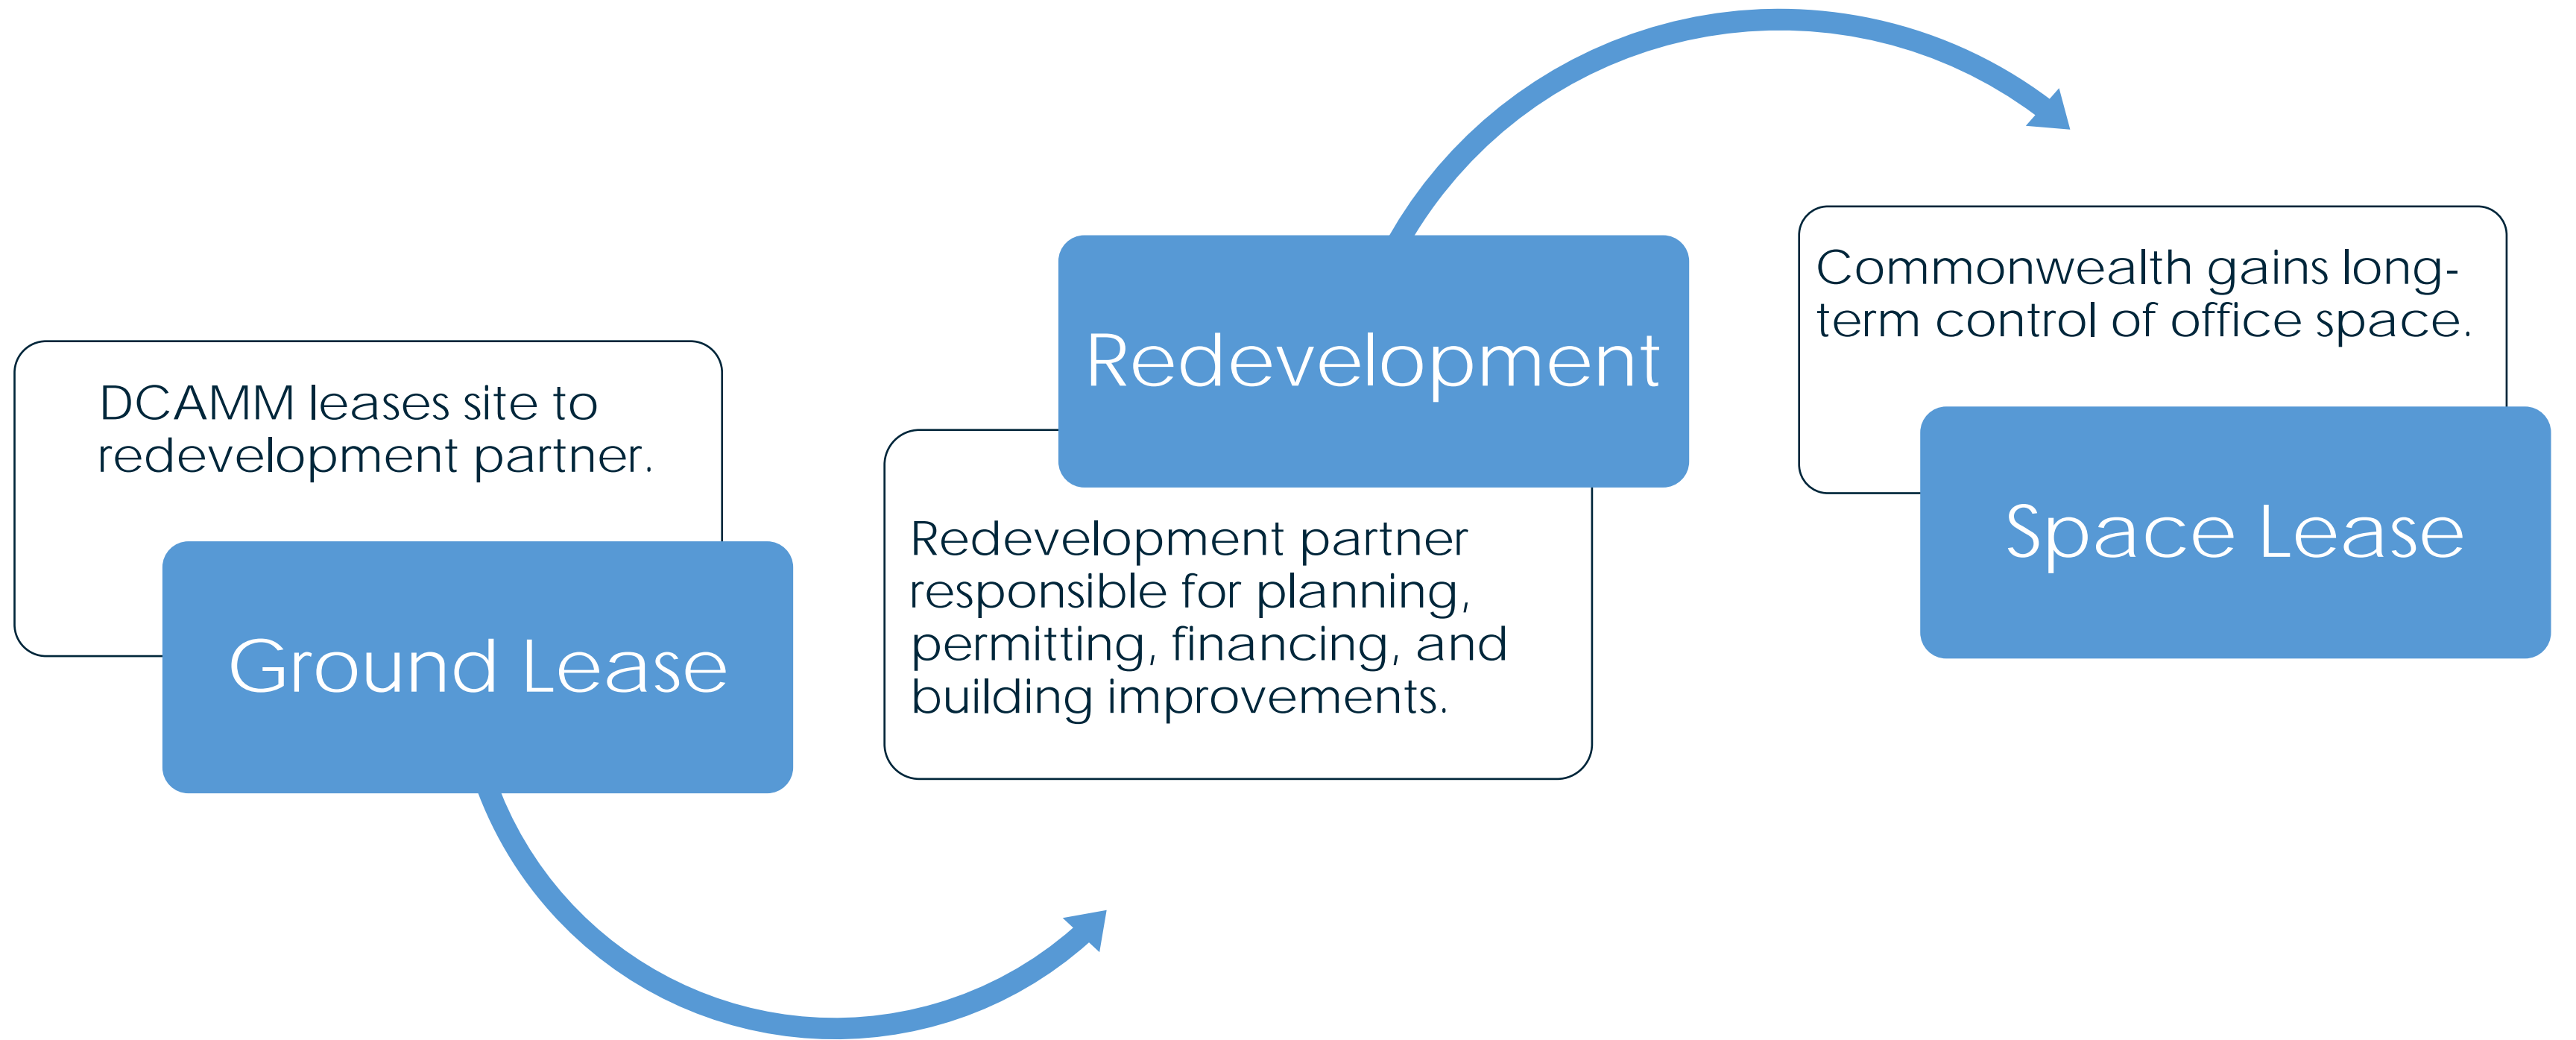 DCAMM leases site to
redevelopment partner.
Ground Lease
Redevelopment
Redevelopment partner
responsible for planning,
permitting, financing, and
building improvements.
Commonwealth gains long-
term control of office space.
Space Lease